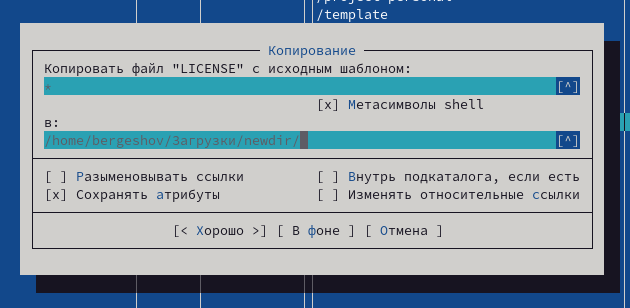 /template
Копирование
Копировать файл "LICENSE" с исходным шаблоном:
* [^]
[x] Метасимволы shell
в:
/home/bergeshov/Загрузки/newdir/ [^]
[ ] Разыменовывать ссылки [ ] Внутрь подкаталога, если есть
[x] Сохранять атрибуты [ ] Изменять относительные ссылки
[< Хорошо >] [ В фоне ] [ Отмена ]